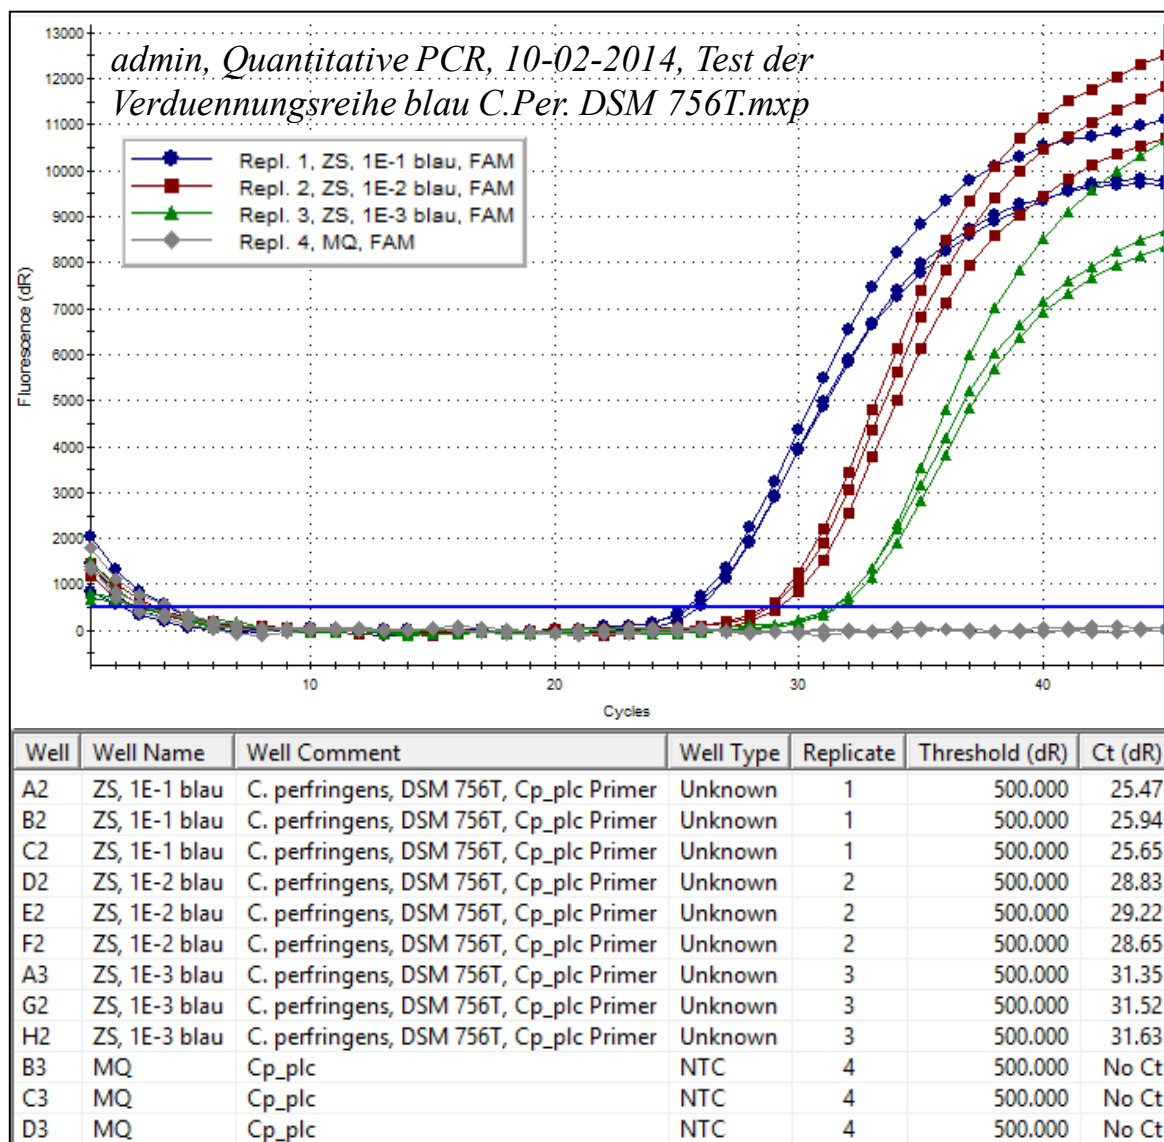 admin, Quantitative PCR, 10-02-2014, Test der
Verduennungsreihe blau C.Per. DSM 756T.mxp
Repl. 1, ZS, 1E-1 blau, FAM
Repl. 2, ZS, 1E-2 blau, FAM
Repl. 3, ZS, 1E-3 blau, FAM
Repl. 4, MQ, FAM
13000
12000
11000
10000
9000
8000
7000
6000
5000
4000
3000
2000
1000
0
Fluorescence (dR)
10 20 30 40
Cycles
Well Well Name Well Comment Well Type Replicate Threshold (dR) Ct (dR)
A2 ZS, 1E-1 blau C. perfringens, DSM 756T, Cp_plc Primer Unknown 1 500.000 25.47
B2 ZS, 1E-1 blau C. perfringens, DSM 756T, Cp_plc Primer Unknown 1 500.000 25.94
C2 ZS, 1E-1 blau C. perfringens, DSM 756T, Cp_plc Primer Unknown 1 500.000 25.65
D2 ZS, 1E-2 blau C. perfringens, DSM 756T, Cp_plc Primer Unknown 2 500.000 28.83
E2 ZS, 1E-2 blau C. perfringens, DSM 756T, Cp_plc Primer Unknown 2 500.000 29.22
F2 ZS, 1E-2 blau C. perfringens, DSM 756T, Cp_plc Primer Unknown 2 500.000 28.65
A3 ZS, 1E-3 blau C. perfringens, DSM 756T, Cp_plc Primer Unknown 3 500.000 31.35
G2 ZS, 1E-3 blau C. perfringens, DSM 756T, Cp_plc Primer Unknown 3 500.000 31.52
H2 ZS, 1E-3 blau C. perfringens, DSM 756T, Cp_plc Primer Unknown 3 500.000 31.63
B3 MQ Cp_plc NTC 4 500.000 No Ct
C3 MQ Cp_plc NTC 4 500.000 No Ct
D3 MQ Cp_plc NTC 4 500.000 No Ct